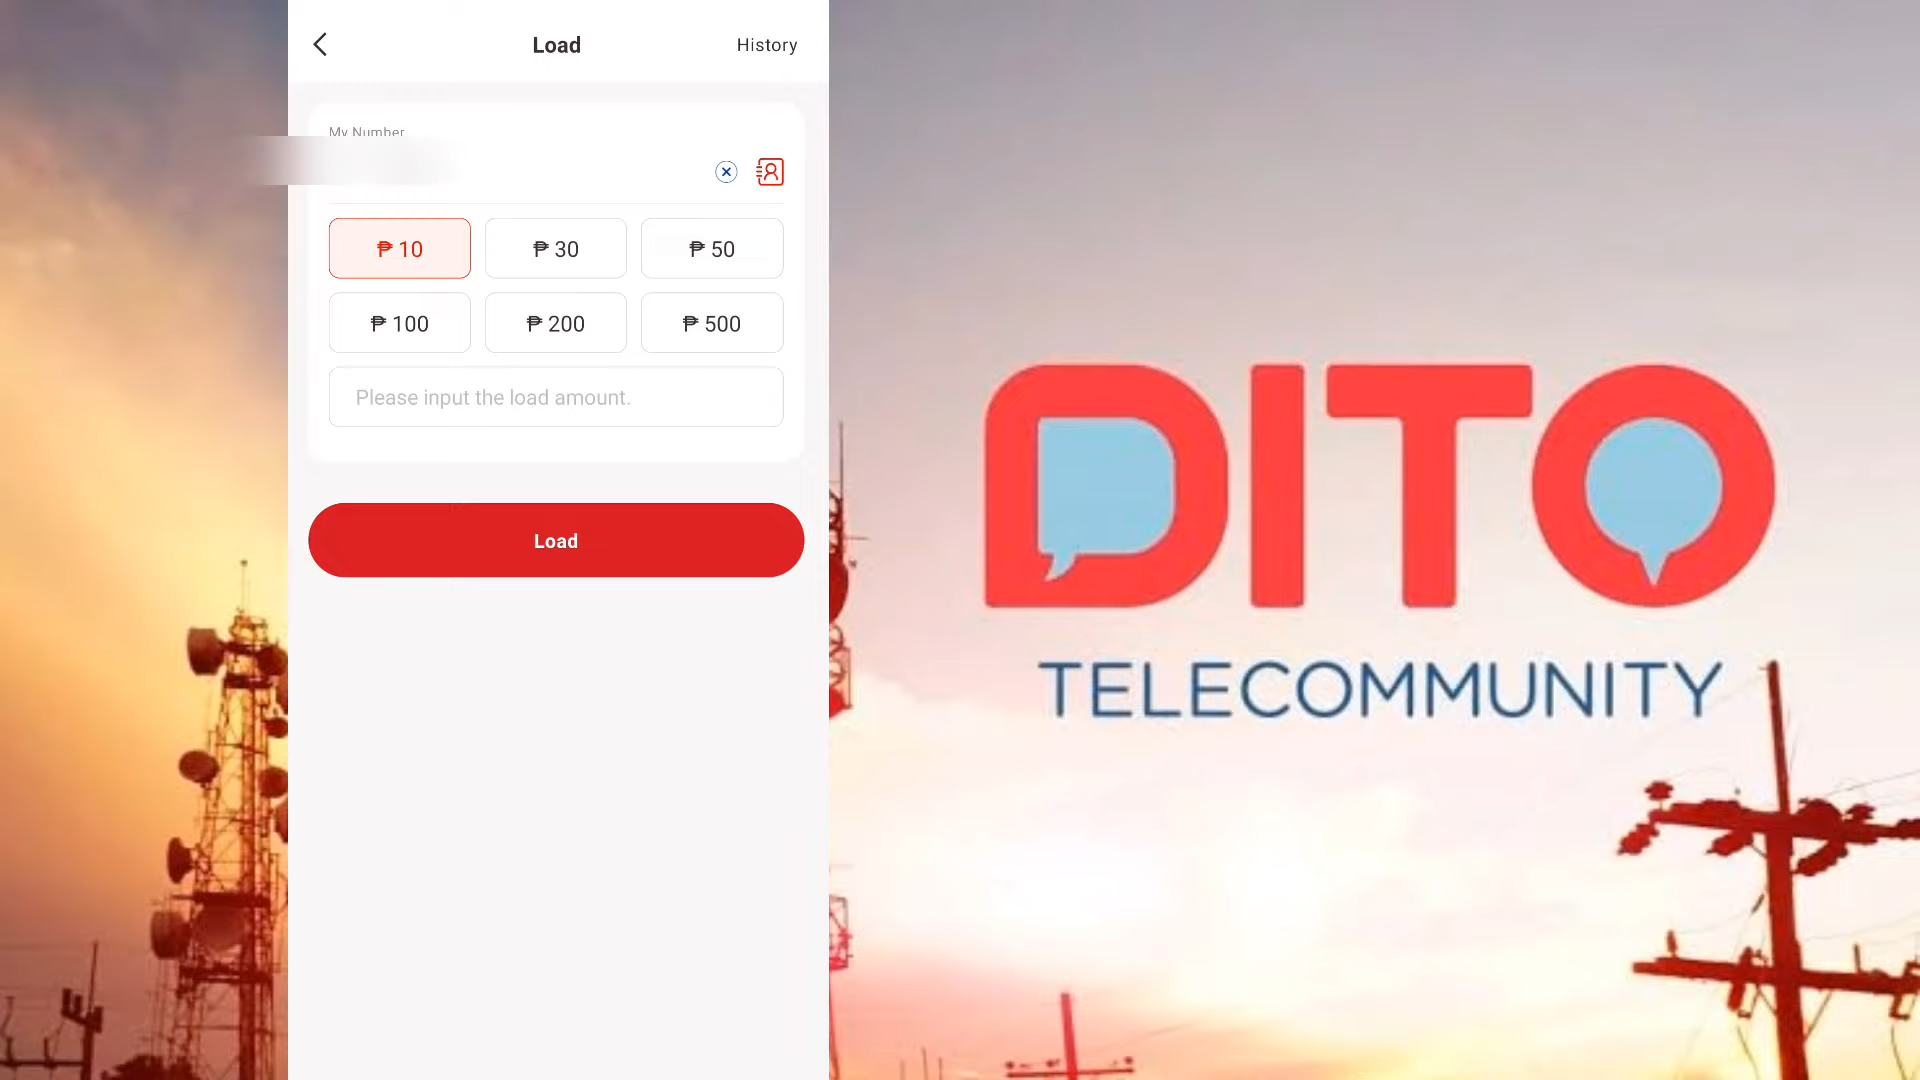 Load
History
My Number
₱ 10
₱ 30
₱ 50
₱ 100
₱ 200
₱ 500
Please input the load amount.
Load
DITO
TELECOMMUNITY